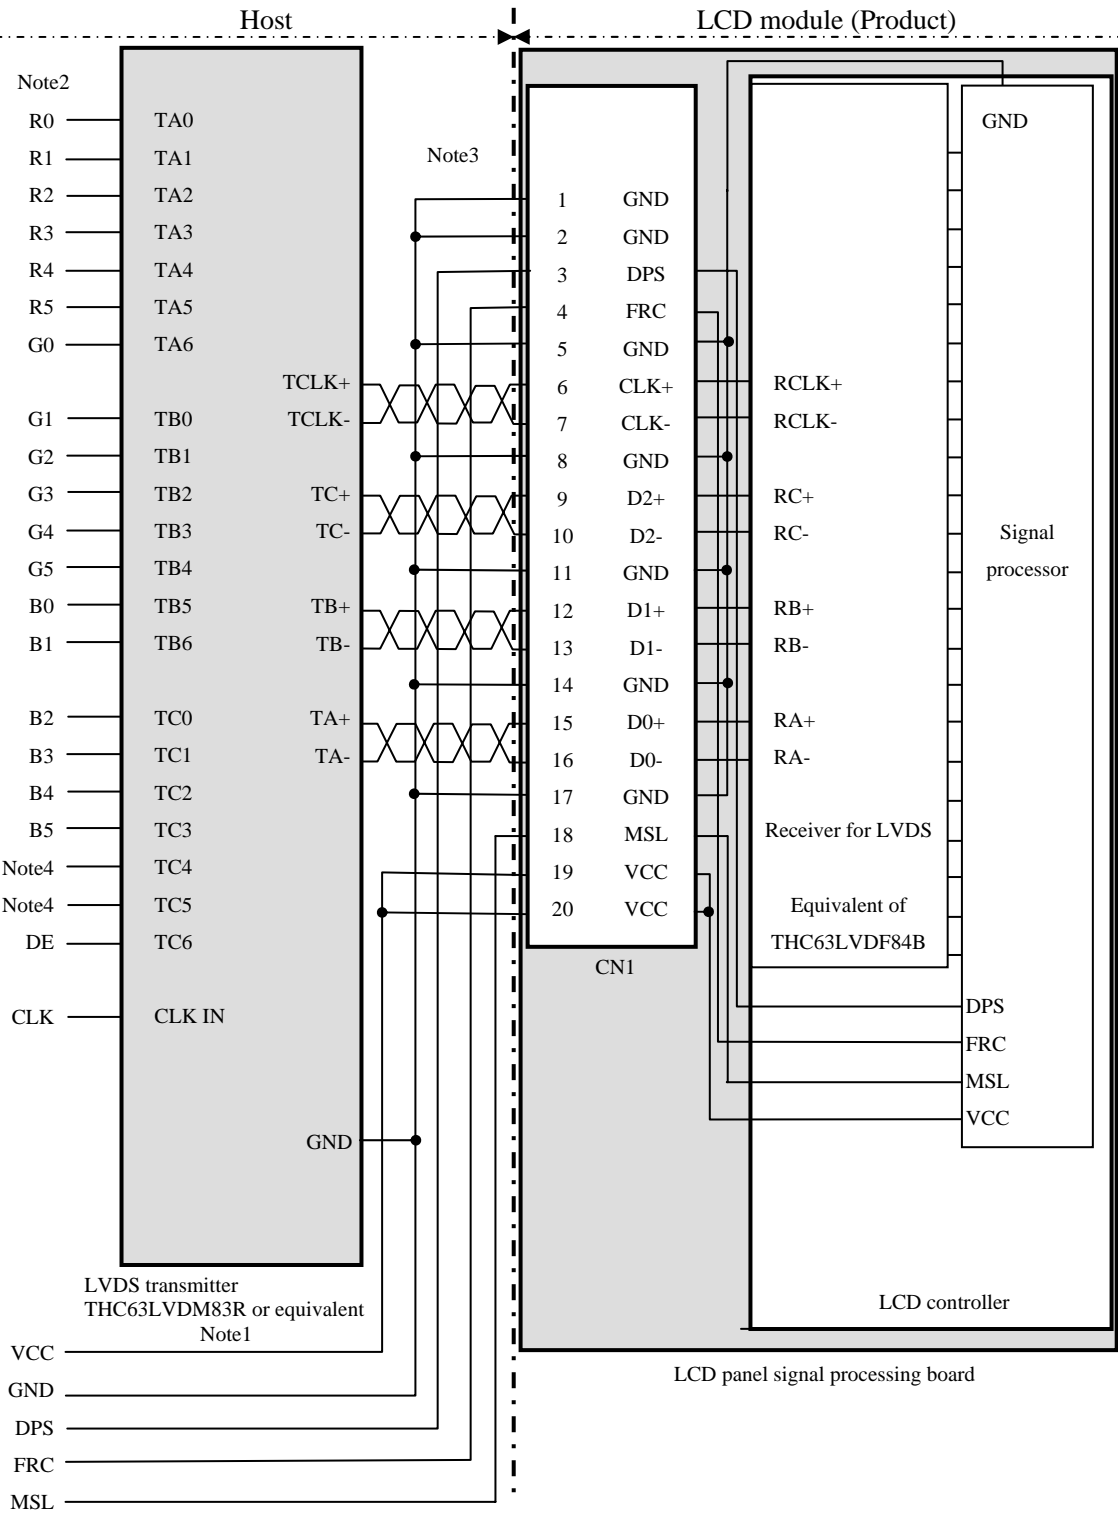 Host
LCD module (Product)
Note2
R0 TA0
R1 TA1
R2 TA2
R3 TA3
R4 TA4
R5 TA5
G0 TA6
TCLK+
G1 TB0 TCLK-
G2 TB1
G3 TB2 TC+
G4 TB3 TC-
G5 TB4
B0 TB5 TB+
B1 TB6 TB-
B2 TC0 TA+
B3 TC1 TA-
B4 TC2
B5 TC3
Note4 TC4
Note4 TC5
DE TC6
CLK CLK IN
GND
LVDS transmitter
THC63LVDM83R or equivalent
Note1
VCC
GND
DPS
FRC
MSL
Note3
1 GND
2 GND
3 DPS
4 FRC
5 GND
6 CLK+
7 CLK-
8 GND
9 D2+
10 D2-
11 GND
12 D1+
13 D1-
14 GND
15 D0+
16 D0-
17 GND
18 MSL
19 VCC
20 VCC
CN1
RCLK+
RCLK-
RC+
RC-
RB+
RB-
RA+
RA-
Receiver for LVDS
Equivalent of
THC63LVDF84B
GND
Signal
processor
DPS
FRC
MSL
VCC
LCD controller
LCD panel signal processing board